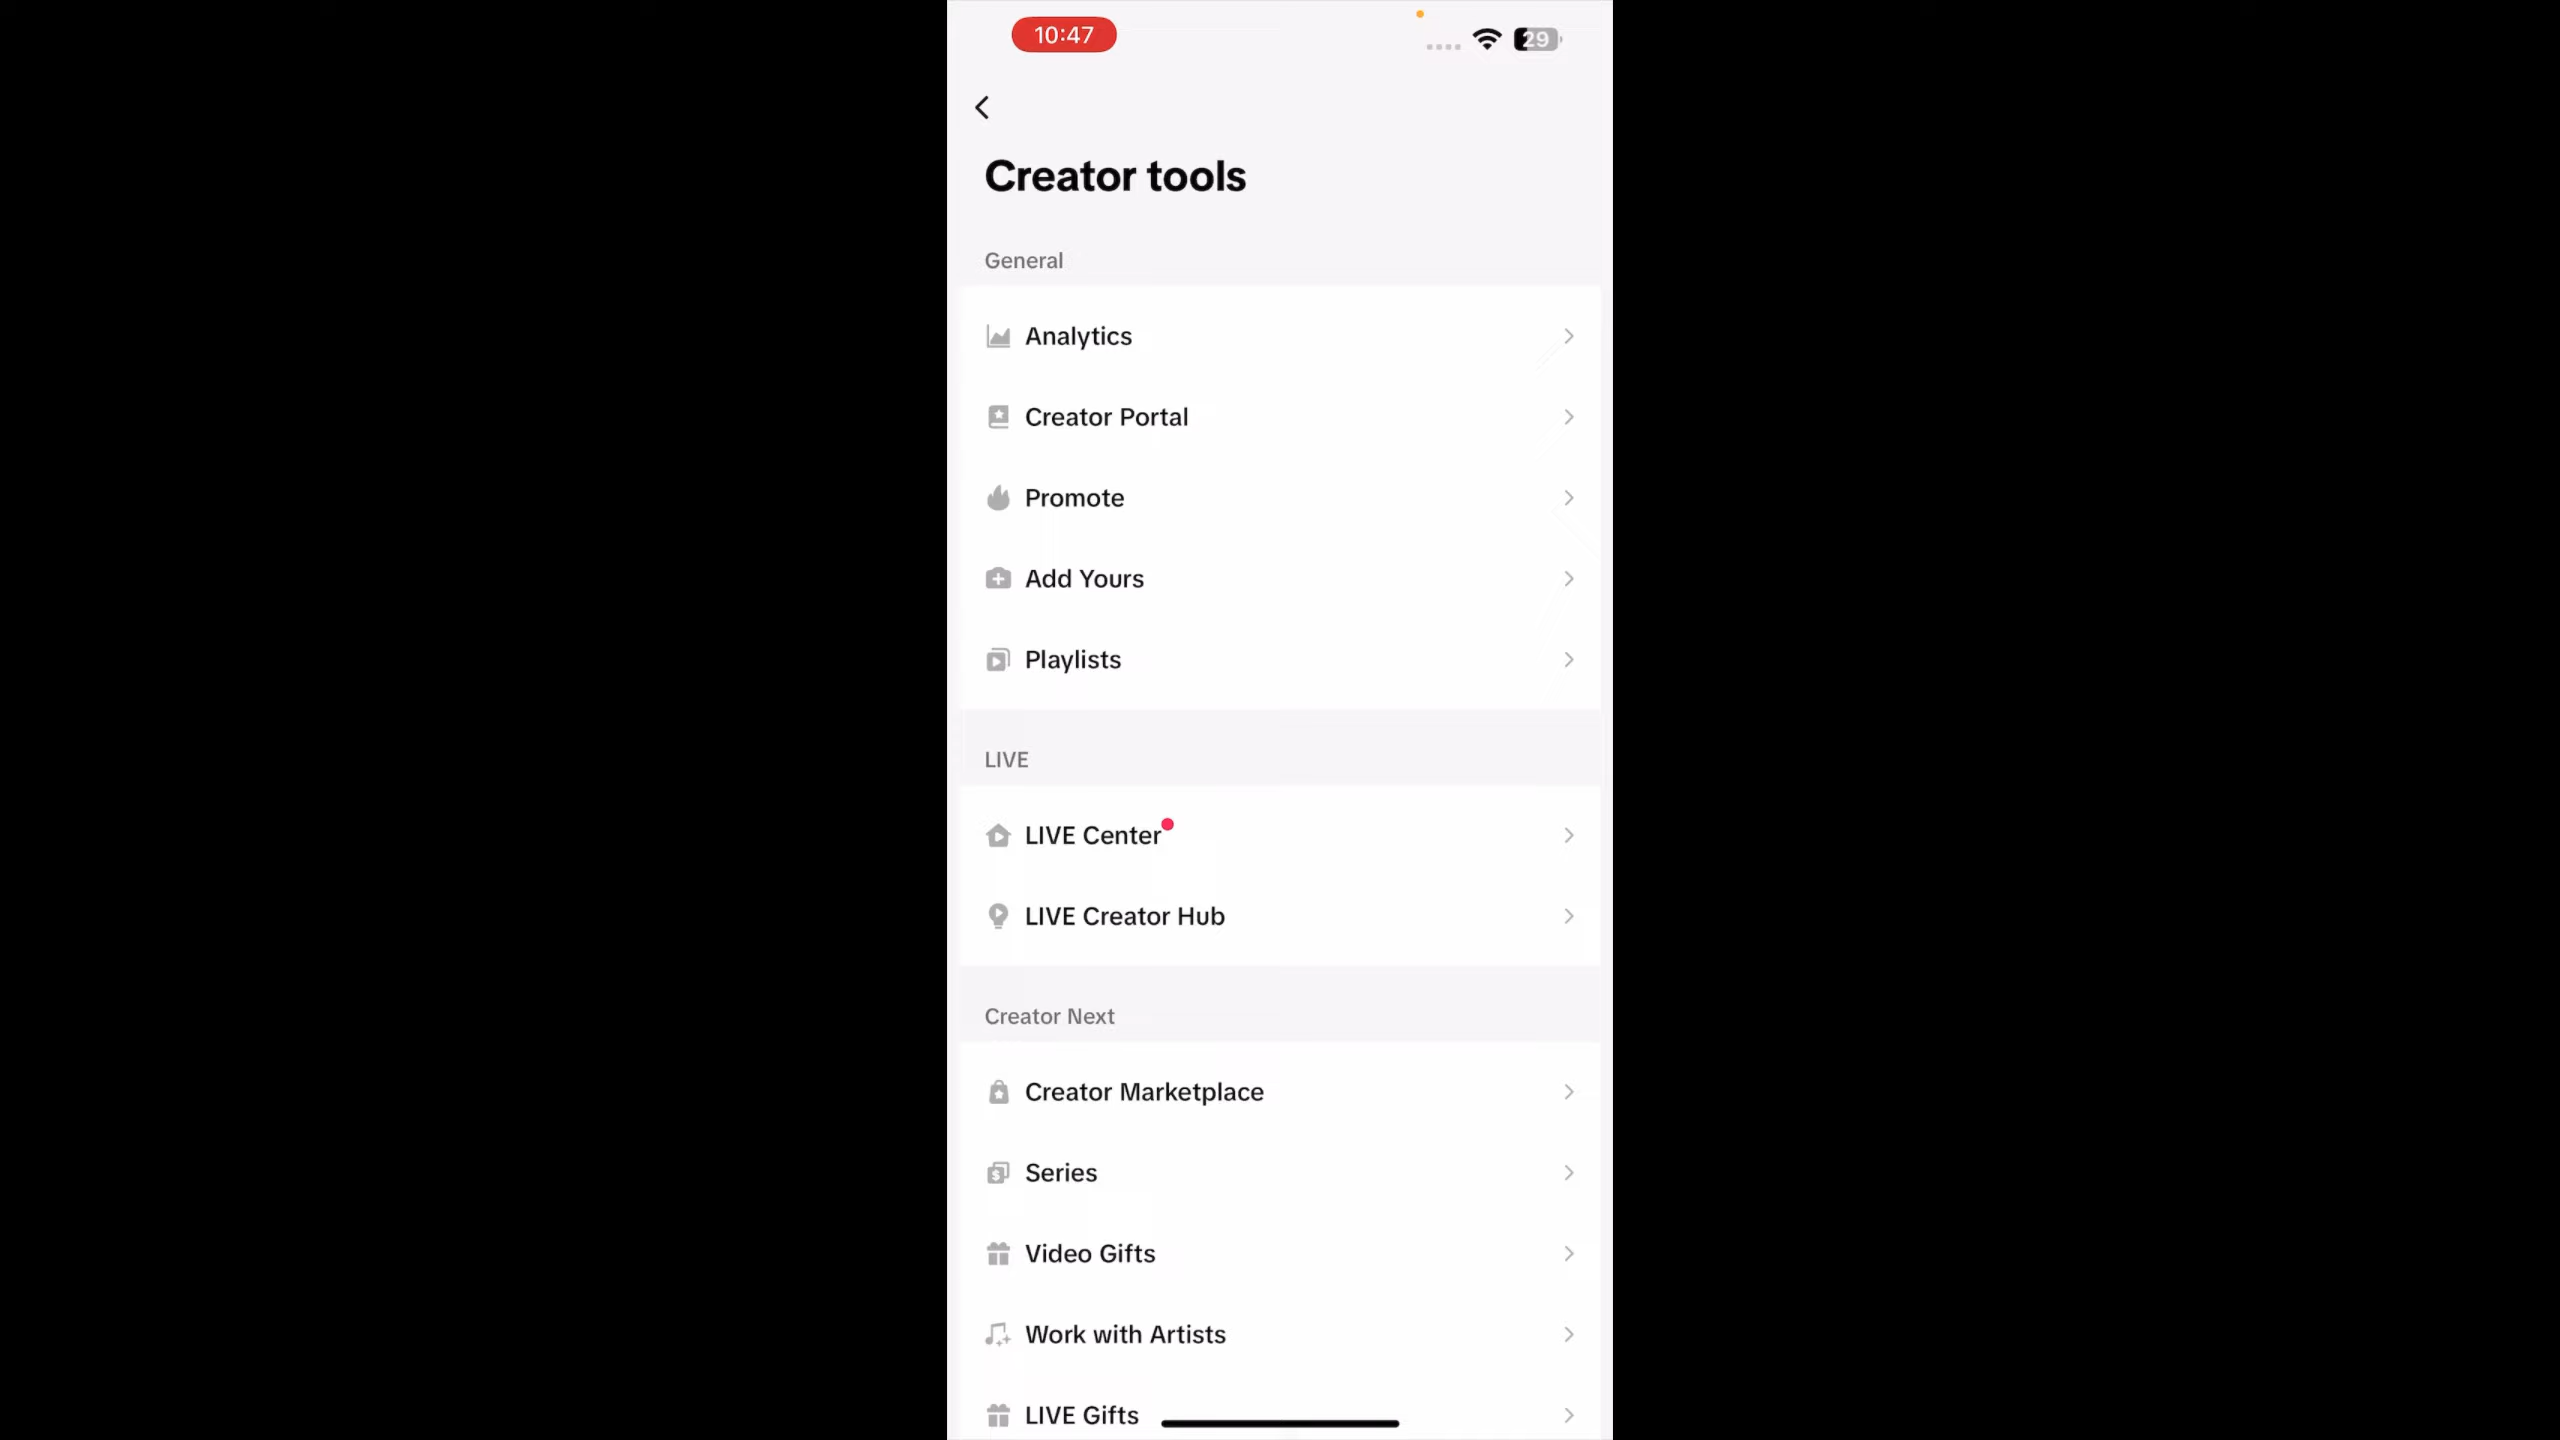 10:47
29
Creator tools
General
Analytics
Creator Portal
Promote
Add Yours
Playlists
LIVE
LIVE Center
LIVE Creator Hub
Creator Next
Creator Marketplace
Series
Video Gifts
Work with Artists
LIVE Gifts